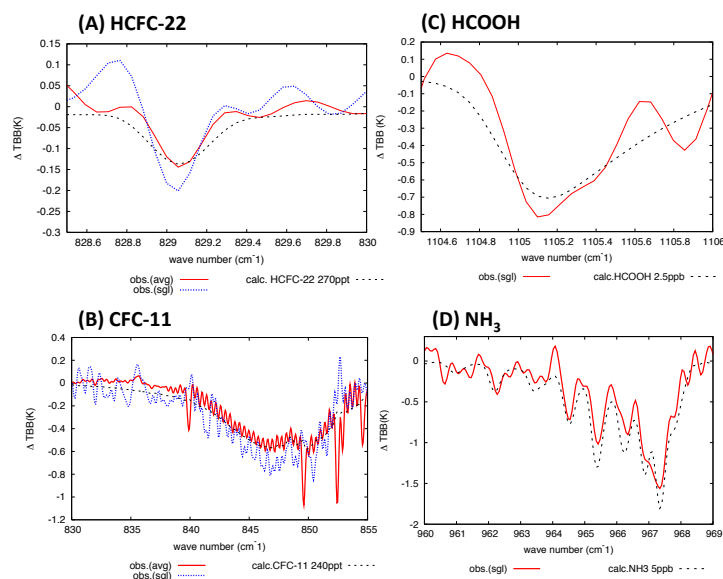 (A) HCFC-22
0.15
0.1
0.05
0
-0.05
-0.1
-0.15
-0.2
-0.25
-0.3
Δ TBB(K)
828.6 828.8 829 829.2 829.4 829.6 829.8 830
wave number (cm⁻¹)
obs.(avg) calc. HCFC-22 270ppt
obs.(sgl)
(C) HCOOH
0.2
0.1
0
-0.1
-0.2
-0.3
-0.4
-0.5
-0.6
-0.7
-0.8
-0.9
Δ TBB(K)
1104.6 1104.8 1105 1105.2 1105.4 1105.6 1105.8 1106
wave number (cm⁻¹)
obs.(sgl) calc.HCOOH 2.5ppb
(B) CFC-11
0.4
0.2
0
-0.2
-0.4
-0.6
-0.8
-1
-1.2
Δ TBB(K)
830 835 840 845 850 855
wave number (cm⁻¹)
obs.(avg) calc.CFC-11 240ppt
obs.(sgl)
(D) NH₃
0
-0.5
-1
-1.5
-2
Δ TBB(K)
960 961 962 963 964 965 966 967 968 969
wave number (cm⁻¹)
obs.(sgl) calc.NH3 5ppb